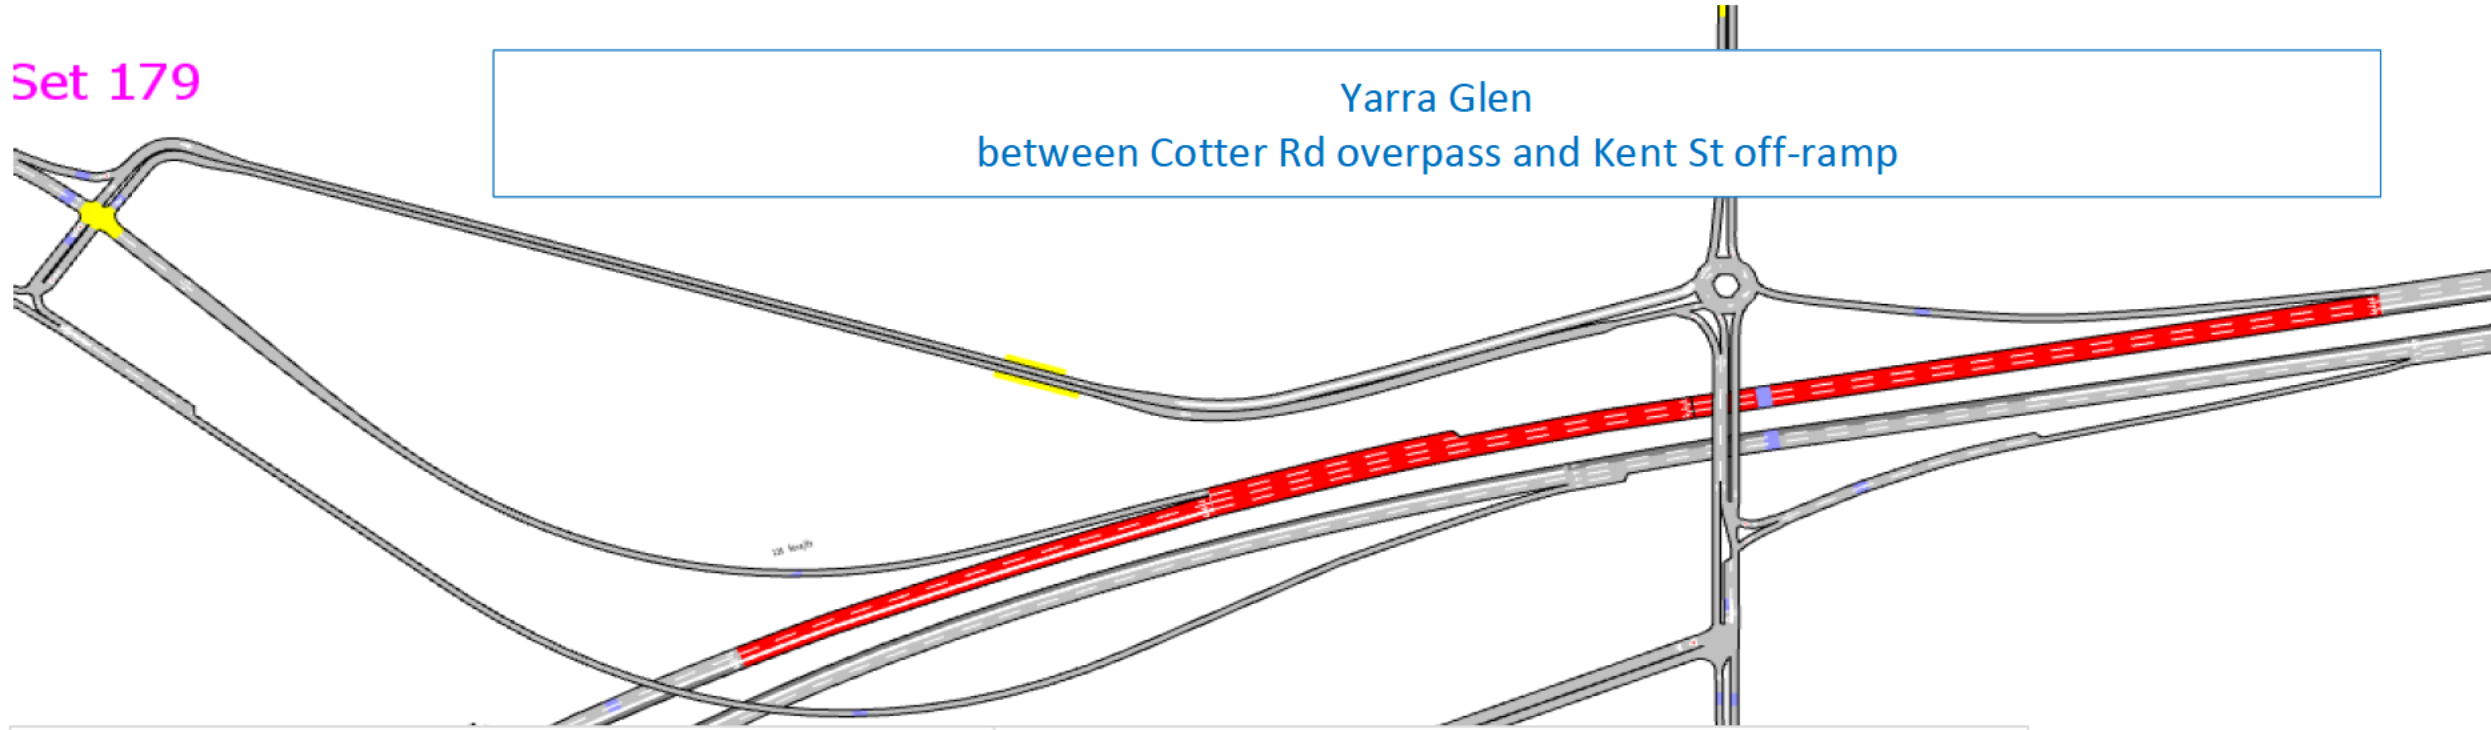 Set 179
Yarra Glen
between Cotter Rd overpass and Kent St off-ramp